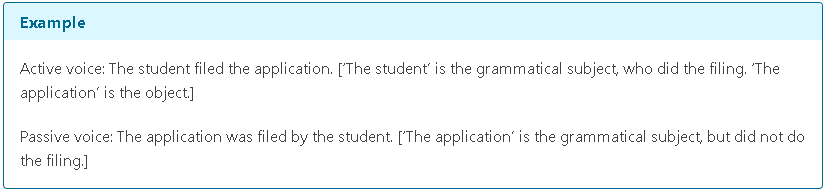 Example
Active voice: The student filed the application. [‘The student’ is the grammatical subject, who did the filing. ‘The
application’ is the object.]
Passive voice: The application was filed by the student. [‘The application’ is the grammatical subject, but did not do
the filing.]